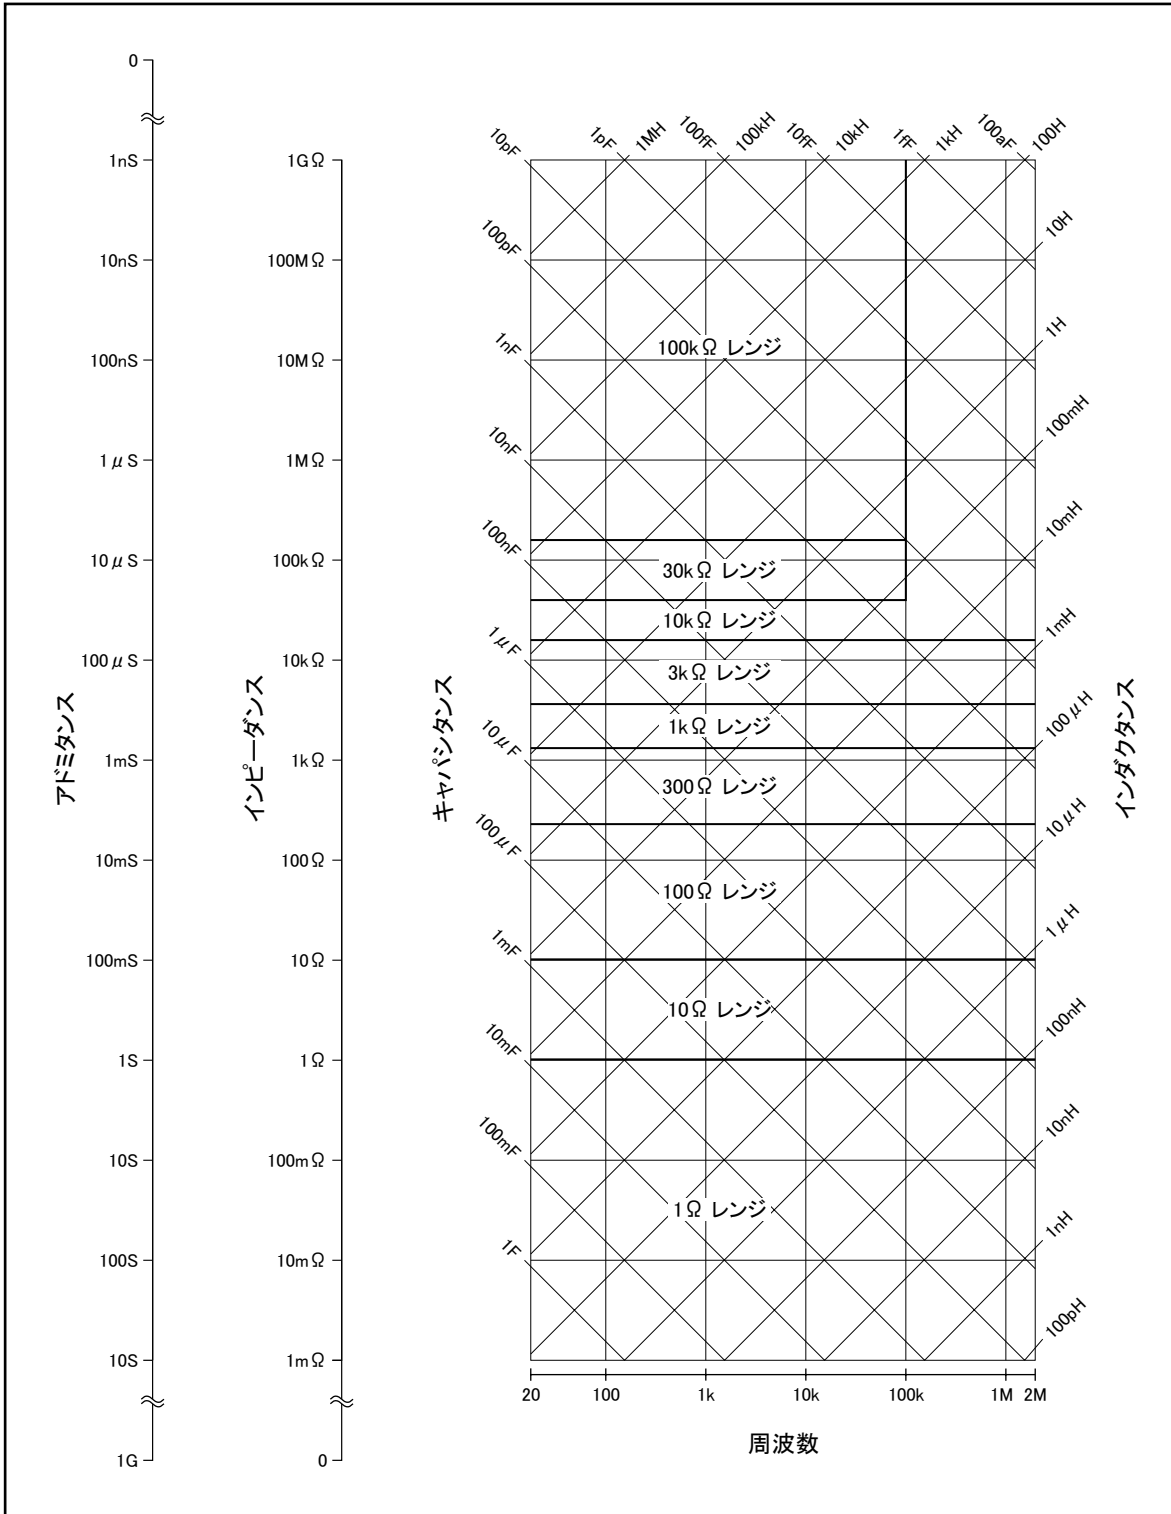 0
1nS
10nS
100nS
1μS
10μS
100μS
1mS
10mS
100mS
1S
10S
100S
10S
1G
アドミタンス
1GΩ
100MΩ
10MΩ
1MΩ
100kΩ
10kΩ
1kΩ
100Ω
10Ω
1Ω
100mΩ
10mΩ
1mΩ
0
インピーダンス
キャパシタンス
10pF
1pF
1MH
100fF
100kH
10fF
10kH
1fF
1kH
100aF
100H
100pF
1nF
10nF
100nF
1μF
10μF
100μF
1mF
10mF
100mF
1F
100kΩ レンジ
30kΩ レンジ
10kΩ レンジ
3kΩ レンジ
1kΩ レンジ
300Ω レンジ
100Ω レンジ
10Ω レンジ
1Ω レンジ
10H
1H
100mH
10mH
1mH
100μH
10μH
1μH
100nH
10nH
1nH
100pH
インダクタンス
20 100 1k 10k 100k 1M 2M
周波数